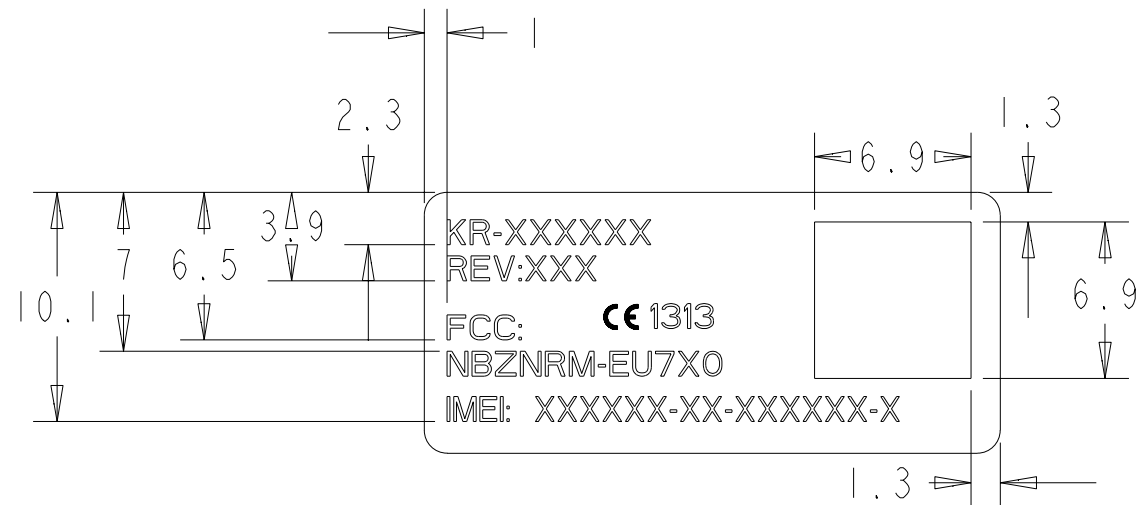 1
2.3
1.3
6.9
3.9
7
6.5
10.1
6.9
KR-XXXXXX
REV:XXX
CE 1313
FCC:
NBZNRM-EU7X0
IMEI: XXXXXX-XX-XXXXXX-X
1.3